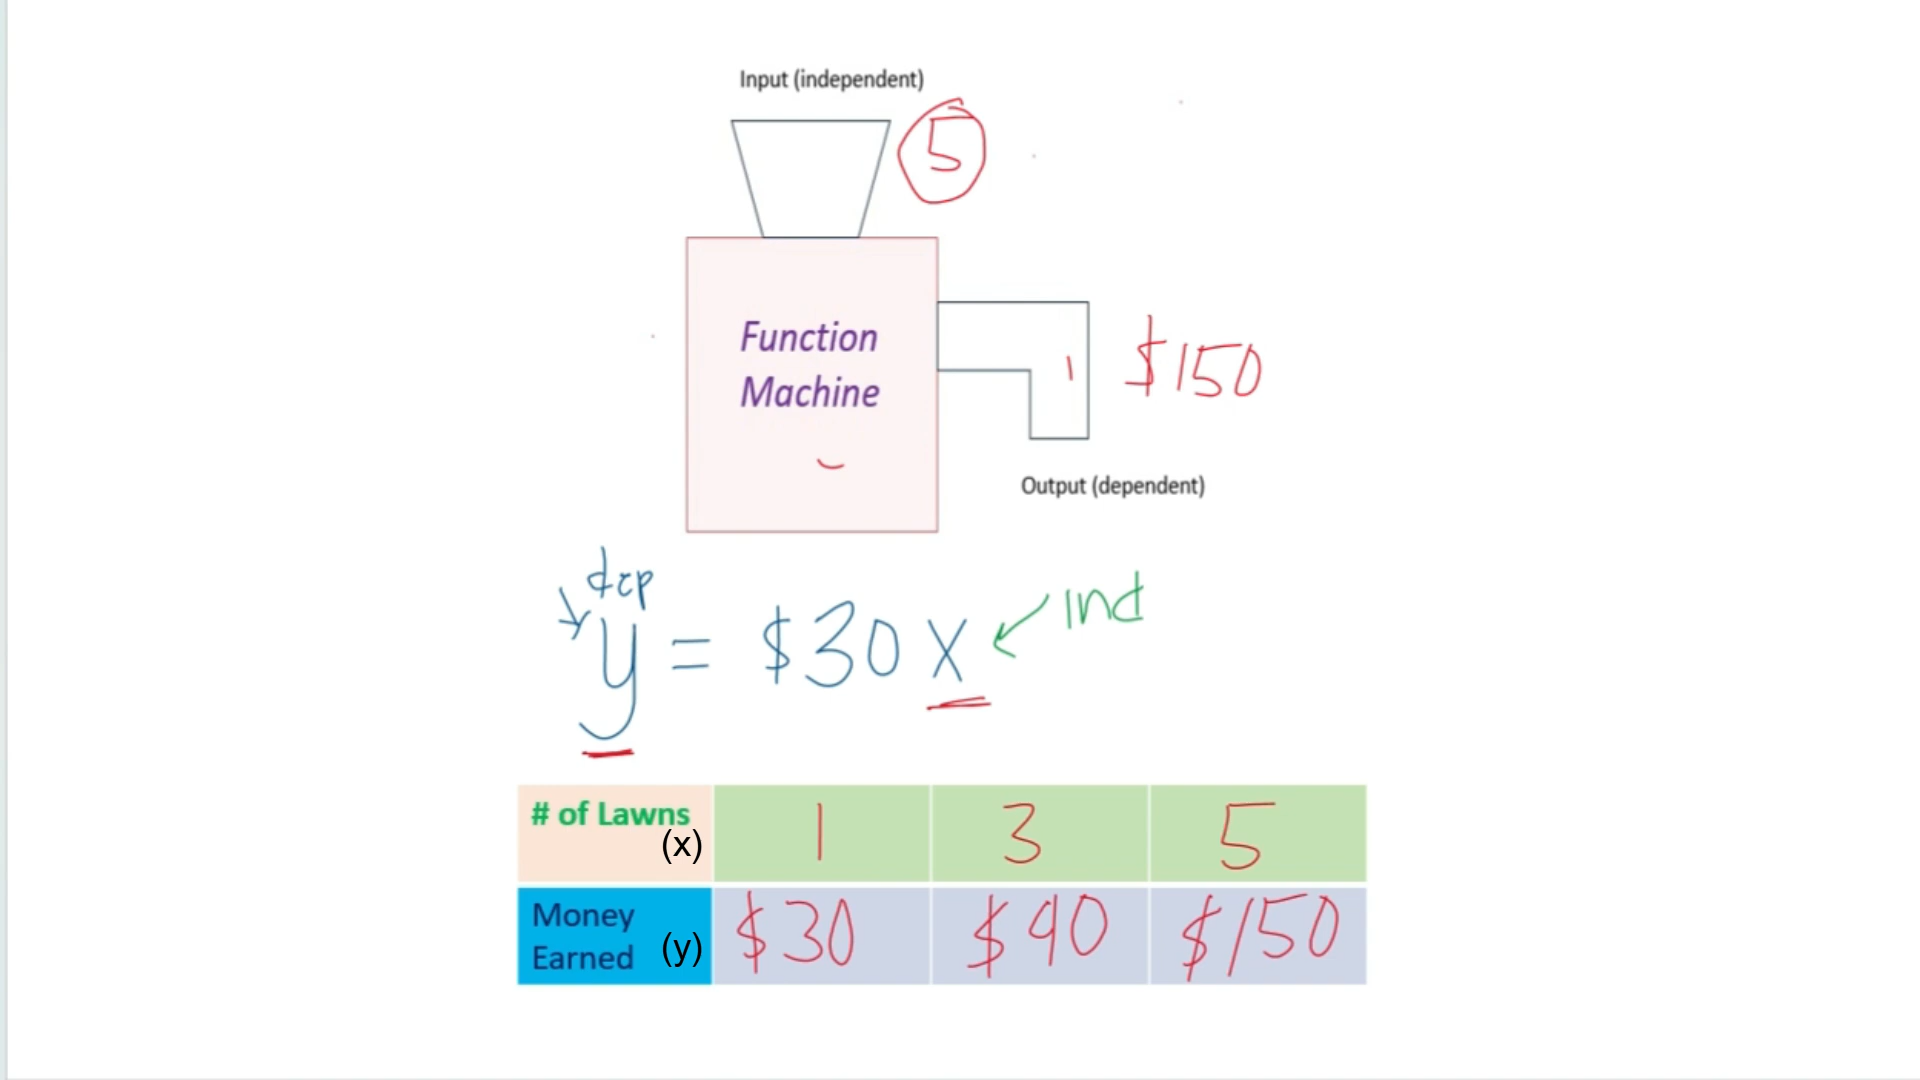 Input (independent)
5
Function
Machine
$150
Output (dependent)
dep
y = $30x
ind
# of Lawns (x) 1 3 5
Money Earned (y) $30 $90 $150